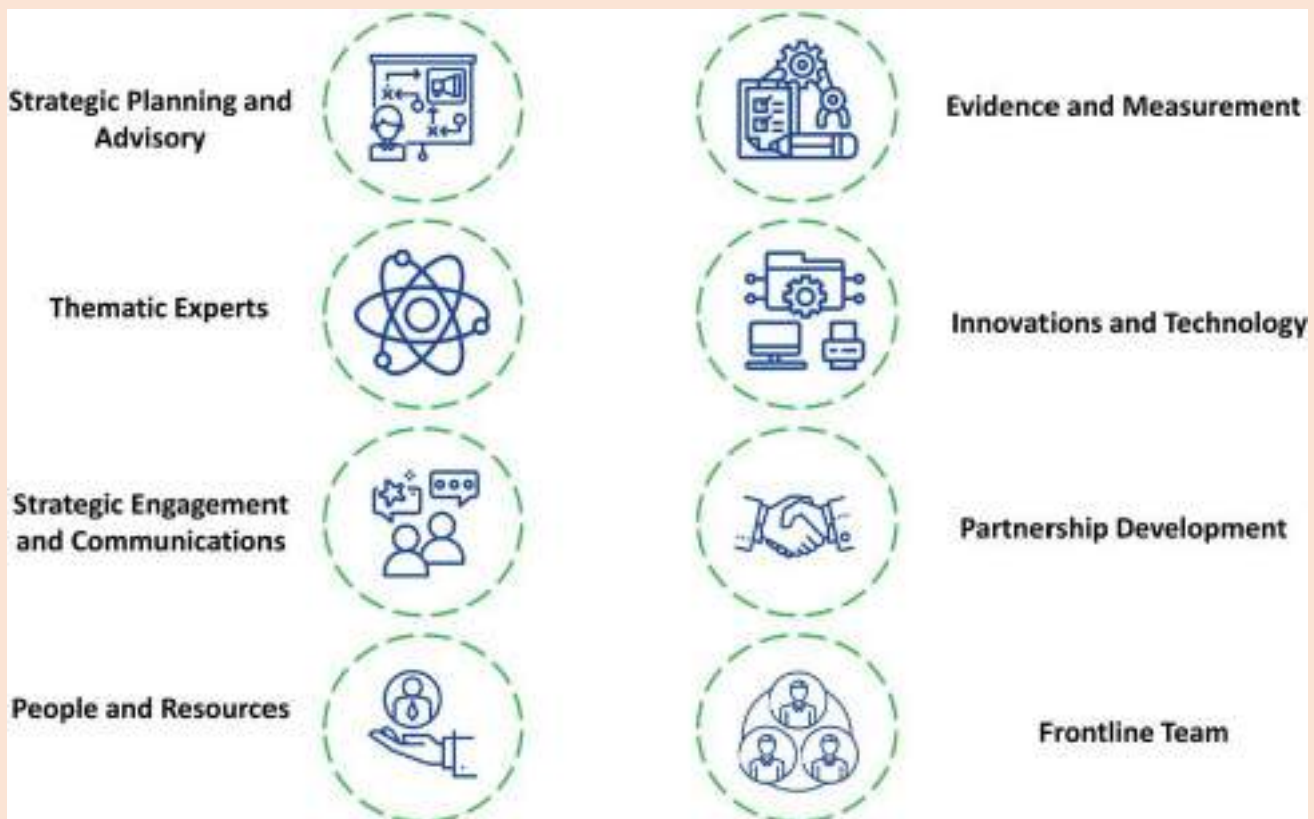 Strategic Planning and
Advisory
Evidence and Measurement
Thematic Experts
Innovations and Technology
Strategic Engagement
and Communications
Partnership Development
People and Resources
Frontline Team